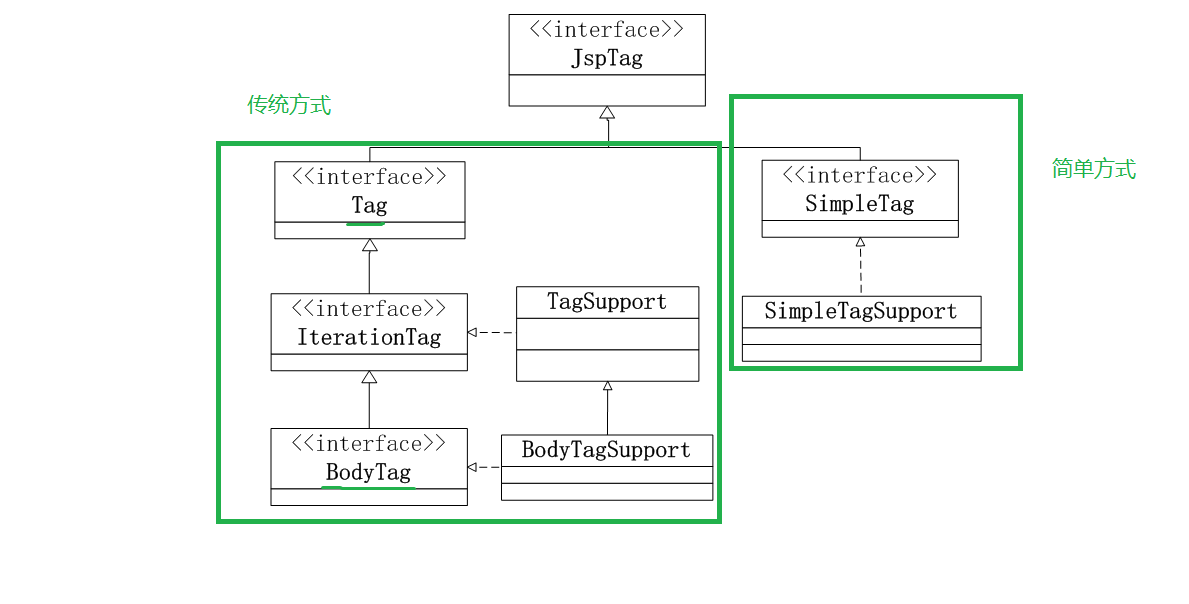 <<interface>>
JspTag
传统方式
<<interface>>
Tag
<<interface>>
SimpleTag
简单方式
<<interface>>
IterationTag
TagSupport
SimpleTagSupport
<<interface>>
BodyTag
BodyTagSupport